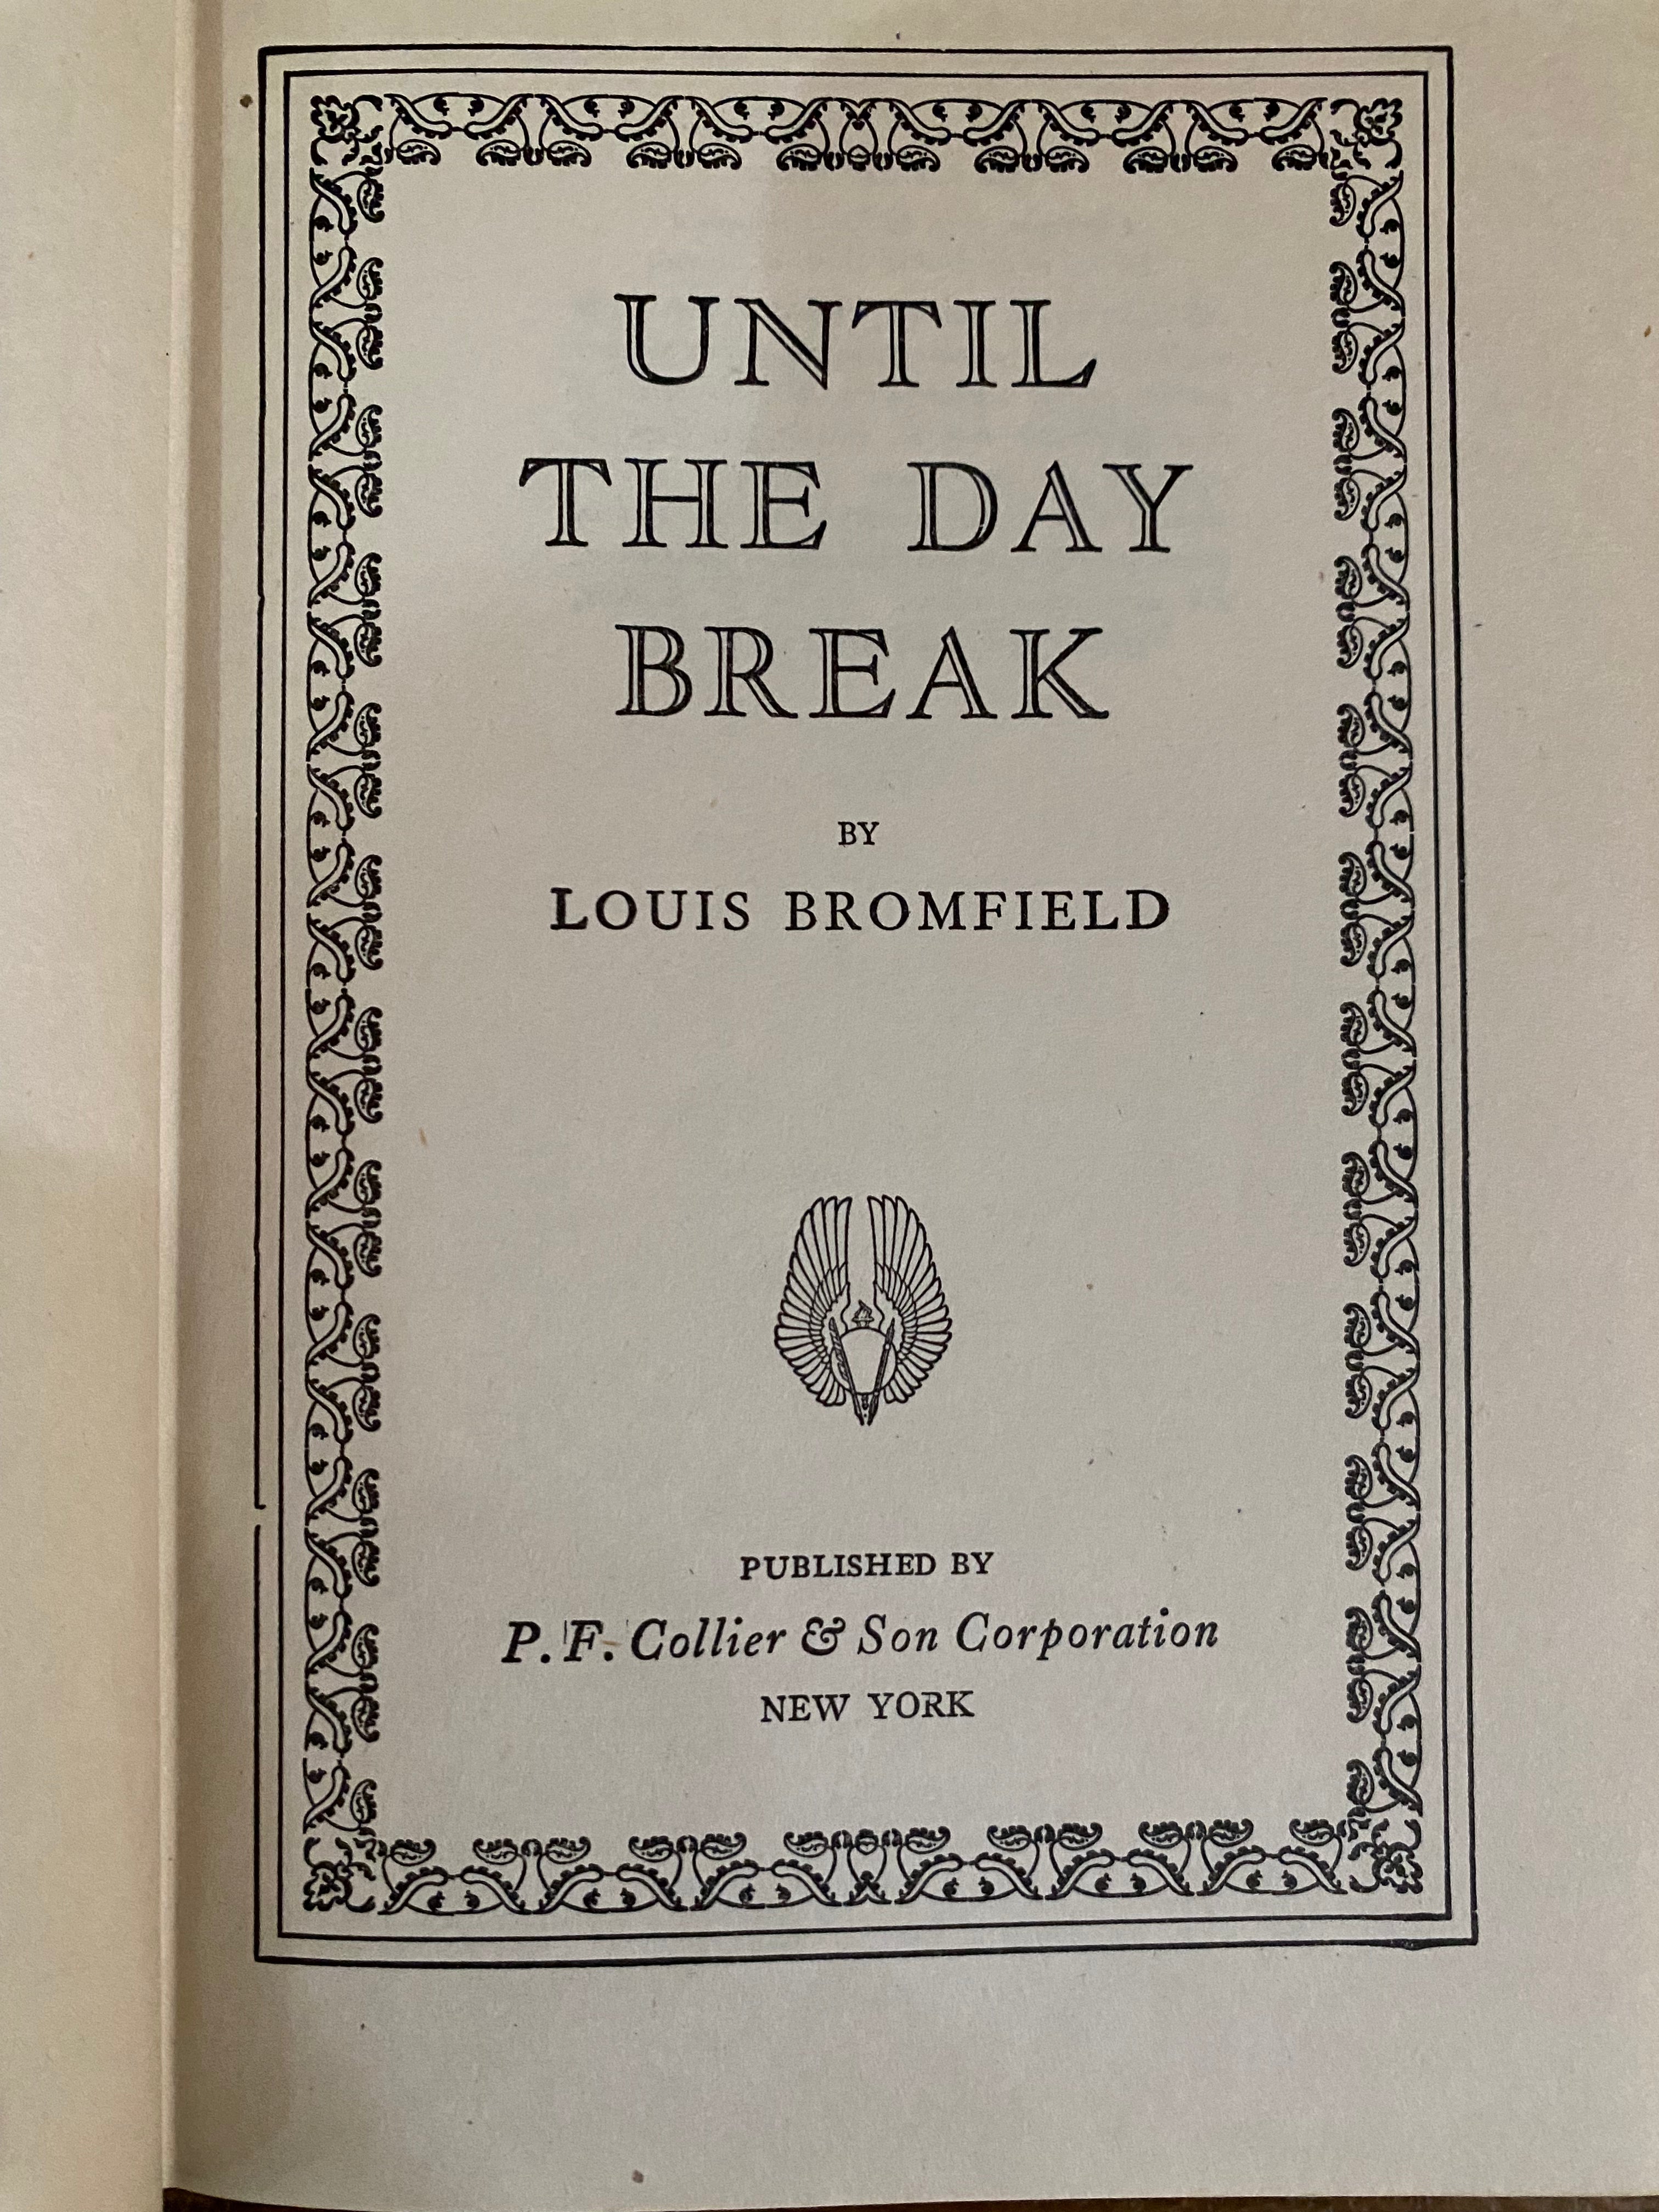 UNTIL
THE DAY
BREAK
BY
LOUIS BROMFIELD
PUBLISHED BY
P. F. Collier & Son Corporation
NEW YORK